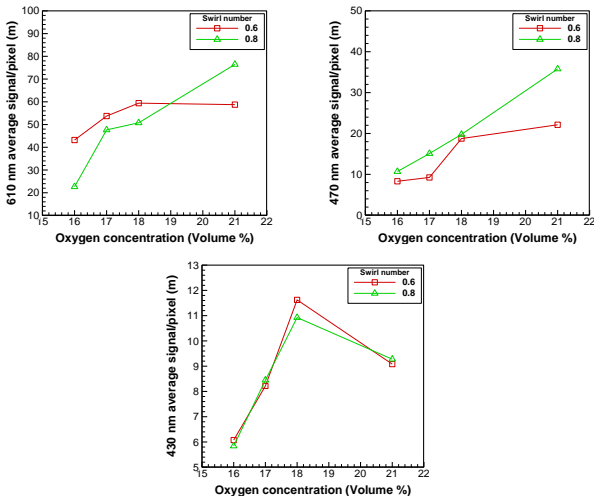 Swirl number
0.6
0.8
100
90
80
70
60
50
40
30
20
10
15 16 17 18 19 20 21 22
610 nm average signal/pixel (m)
Oxygen concentration (Volume %)
Swirl number
0.6
0.8
50
40
30
20
10
0
15 16 17 18 19 20 21 22
470 nm average signal/pixel (m)
Oxygen concentration (Volume %)
Swirl number
0.6
0.8
13
12
11
10
9
8
7
6
5
15 16 17 18 19 20 21 22
430 nm average signal/pixel (m)
Oxygen concentration (Volume %)